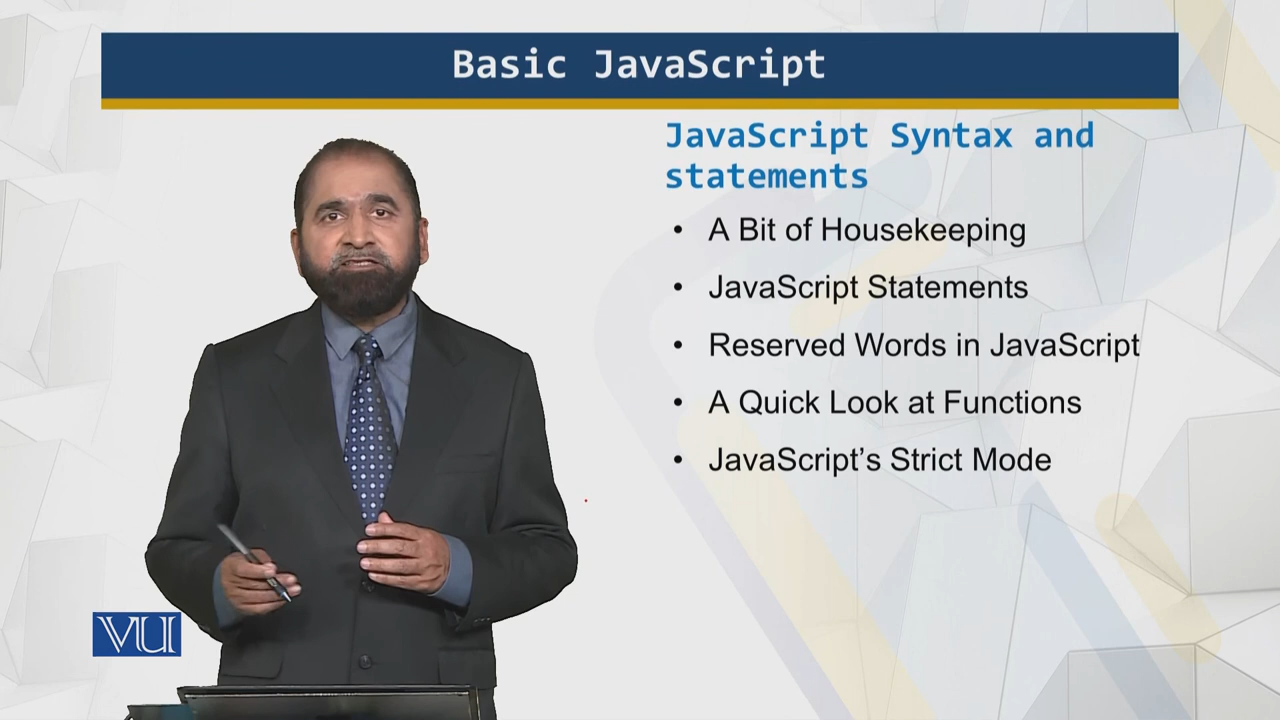 Basic JavaScript
JavaScript Syntax and
statements
• A Bit of Housekeeping
• JavaScript Statements
• Reserved Words in JavaScript
• A Quick Look at Functions
• JavaScript’s Strict Mode
VU